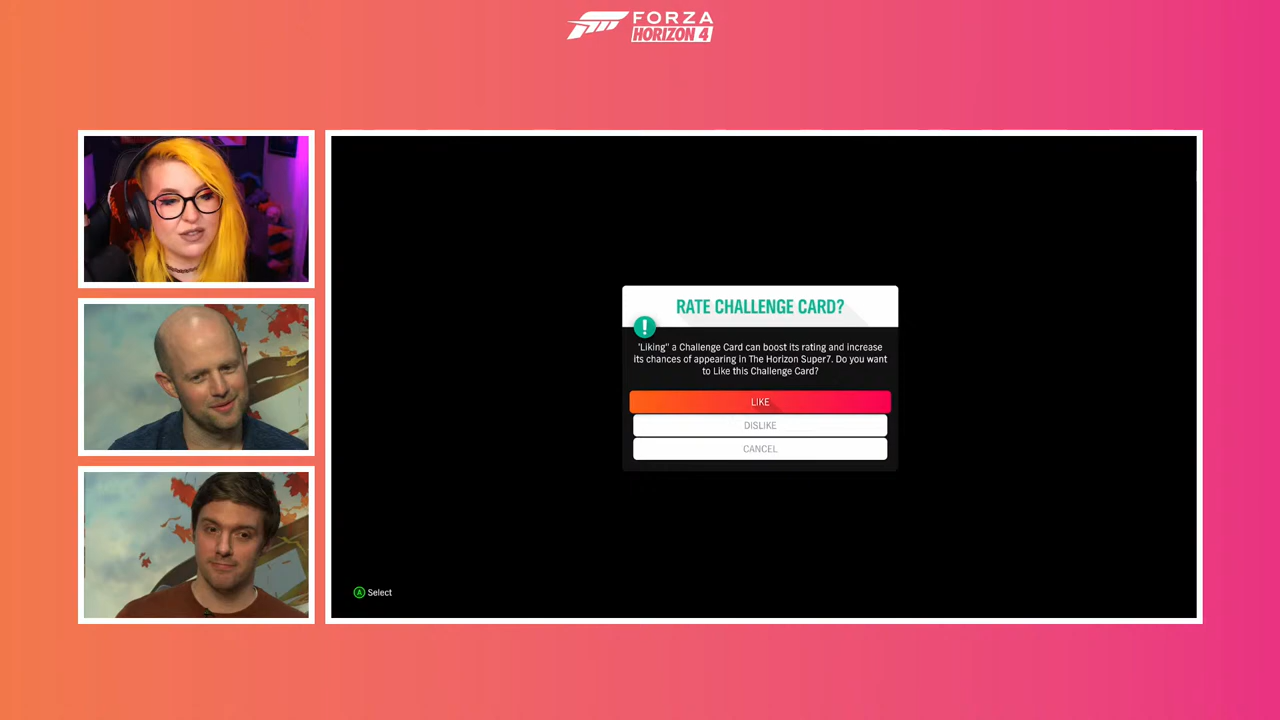 FORZA
HORIZON 4
RATE CHALLENGE CARD?
!
'Liking" a Challenge Card can boost its rating and increase
its chances of appearing in The Horizon Super7. Do you want
to Like this Challenge Card?
LIKE
DISLIKE
CANCEL
A Select